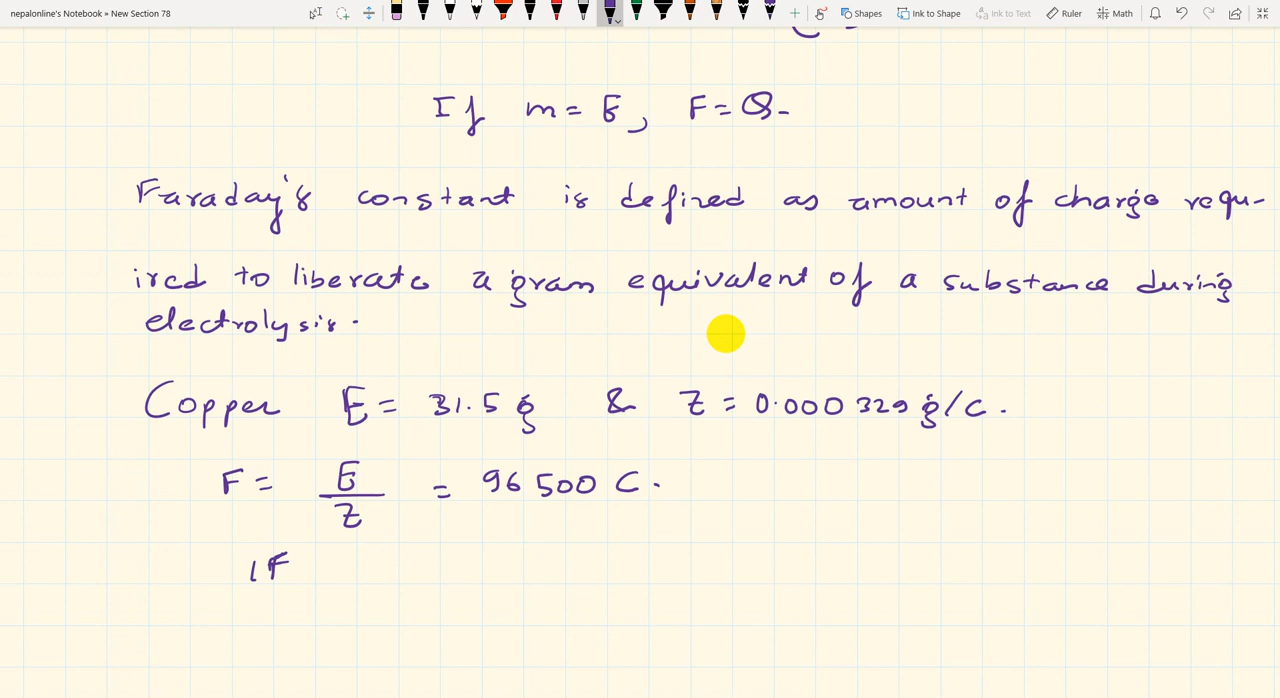 nepalonline's Notebook » New Section 78
Shapes Ink to Shape Ink to Text Ruler Math
If m = E, F = Q.
Faraday's constant is defined as amount of charge requ-
ired to liberate a gram equivalent of a substance during
electrolysis.
Copper E = 31.5 g & Z = 0.000329 g/C.
F = E/Z = 96500 C.
1F